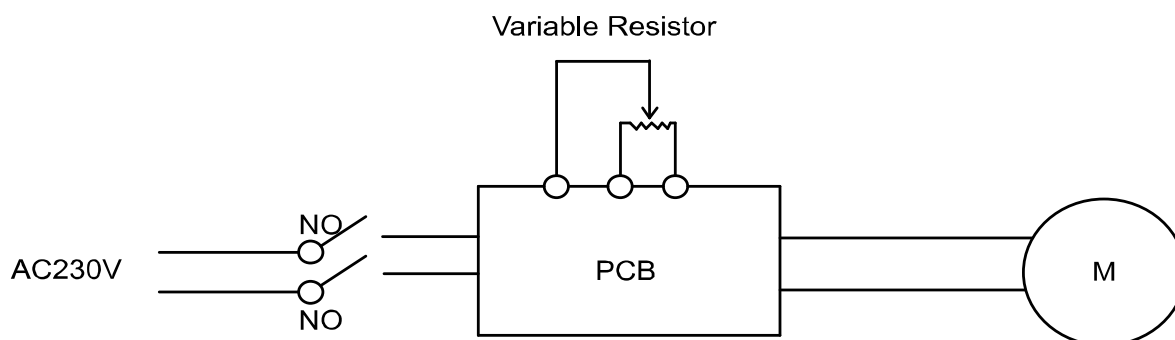 Variable Resistor
NO
AC230V
PCB
M
NO